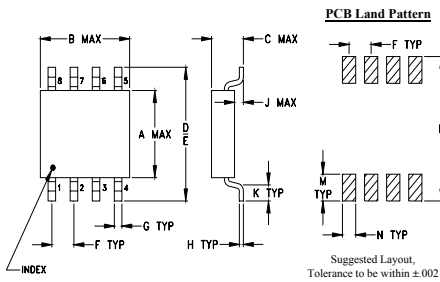 PCB Land Pattern
B MAX
C MAX
F TYP
8 7 6 5
J MAX
A MAX
D
E
K TYP
M
TYP
1 2 3 4
G TYP
F TYP
H TYP
N TYP
INDEX
Suggested Layout,
Tolerance to be within ±.002